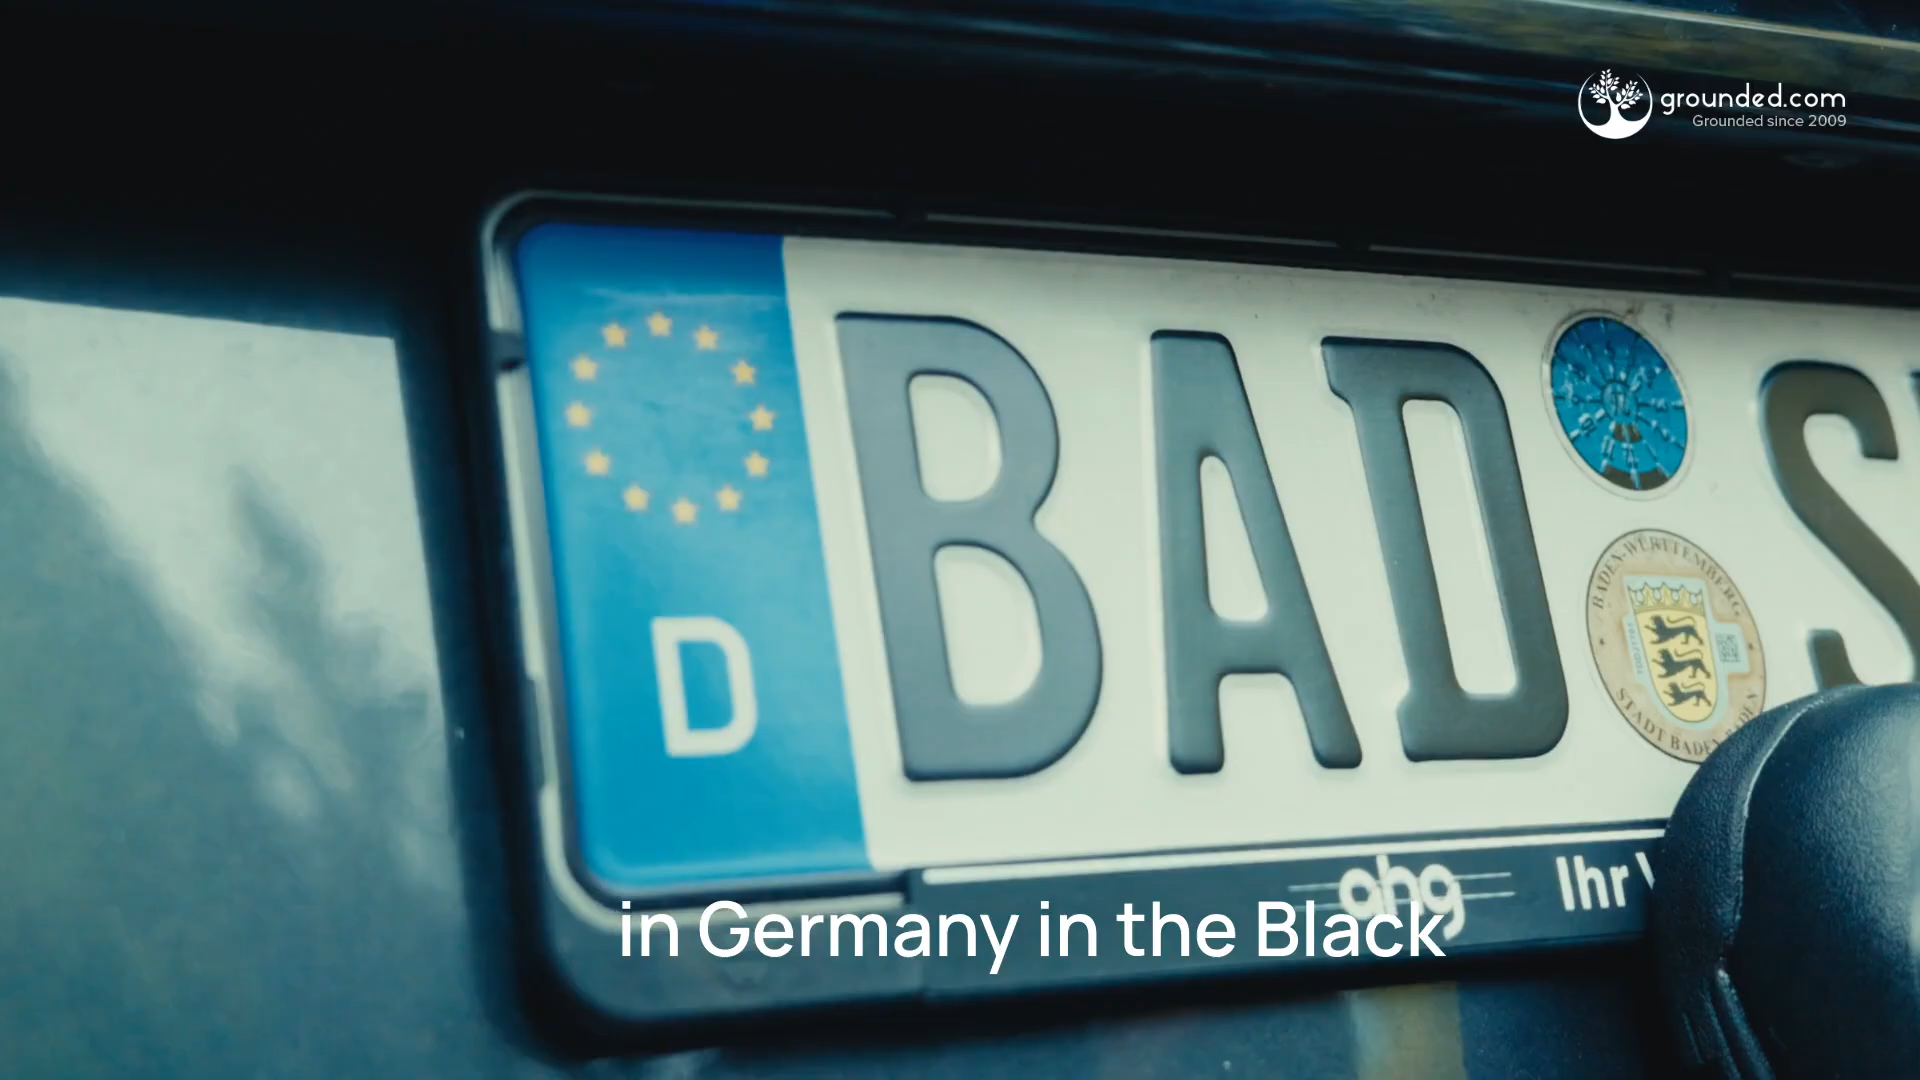 grounded.com
Grounded since 2009
BAD S
D
BADEN-WÜRTTEMBERG
STADT BADEN
ahg Ihr
in Germany in the Black